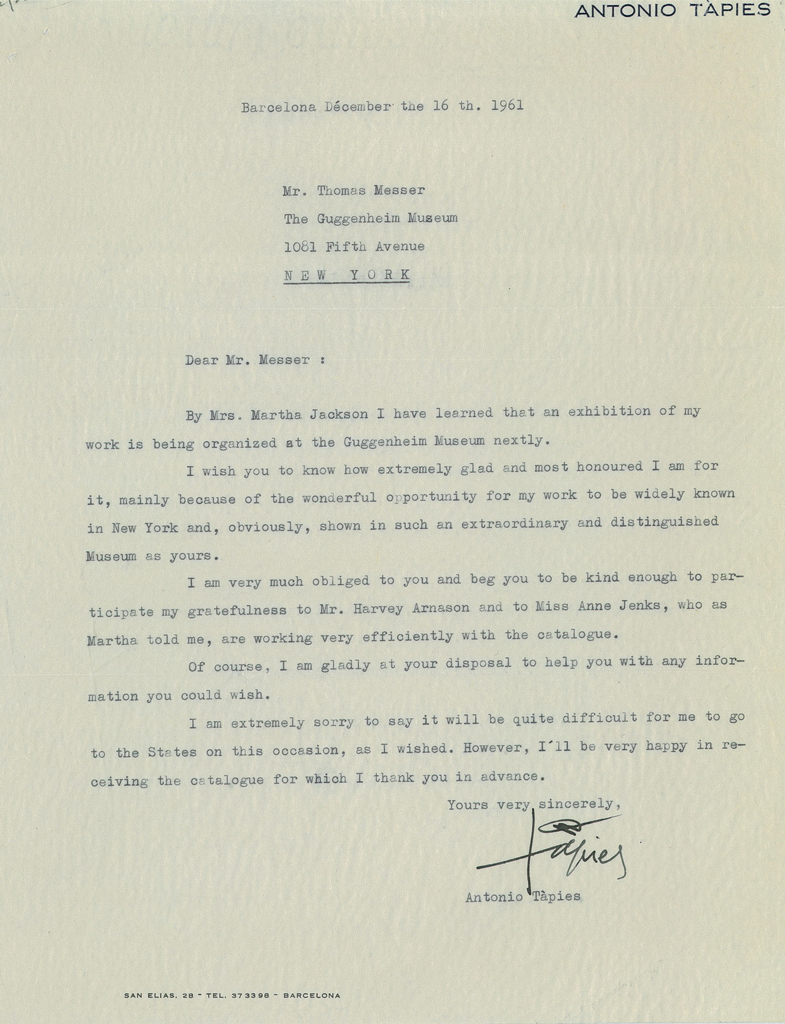 ANTONIO TÀPIES
Barcelona Décember the 16 th. 1961
Mr. Thomas Messer
The Guggenheim Museum
1081 Fifth Avenue
N E W   Y O R K
Dear Mr. Messer :
By Mrs. Martha Jackson I have learned that an exhibition of my
work is being organized at the Guggenheim Museum nextly.
I wish you to know how extremely glad and most honoured I am for
it, mainly because of the wonderful opportunity for my work to be widely known
in New York and, obviously, shown in such an extraordinary and distinguished
Museum as yours.
I am very much obliged to you and beg you to be kind enough to par-
ticipate my gratefulness to Mr. Harvey Arnason and to Miss Anne Jenks, who as
Martha told me, are working very efficiently with the catalogue.
Of course, I am gladly at your disposal to help you with any infor-
mation you could wish.
I am extremely sorry to say it will be quite difficult for me to go
to the States on this occasion, as I wished. However, I'll be very happy in re-
ceiving the catalogue for which I thank you in advance.
Yours very sincerely,
Tàpies
Antonio Tàpies
SAN ELIAS, 28 - TEL. 373398 - BARCELONA